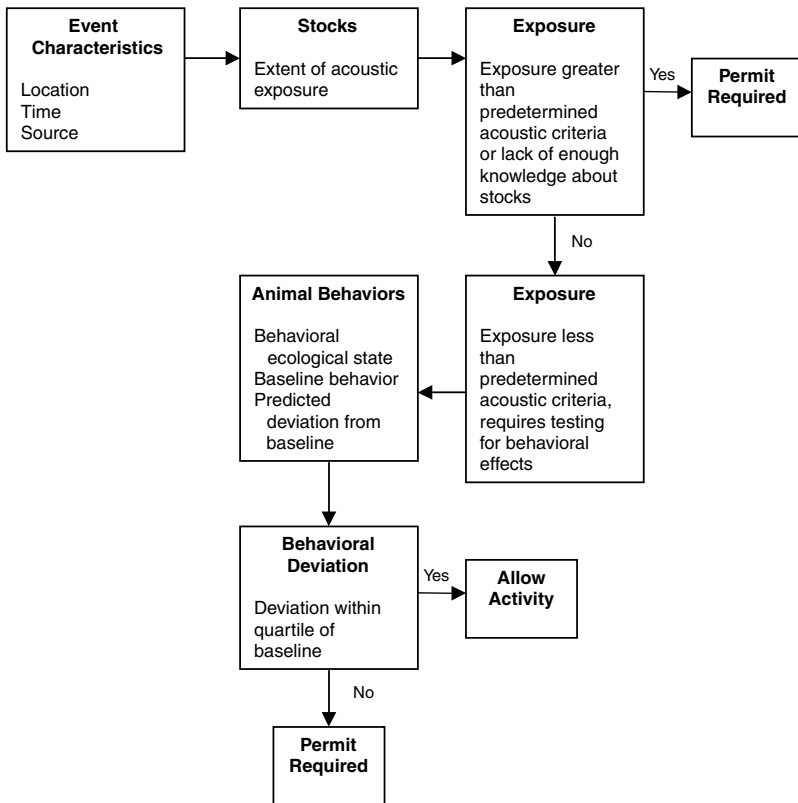 Event
Characteristics
Location
Time
Source
Stocks
Extent of acoustic
exposure
Exposure
Exposure greater
than
predetermined
acoustic criteria
or lack of enough
knowledge about
stocks
Yes
Permit
Required
No
Exposure
Exposure less
than
predetermined
acoustic criteria,
requires testing
for behavioral
effects
Animal Behaviors
Behavioral
ecological state
Baseline behavior
Predicted
deviation from
baseline
Behavioral
Deviation
Deviation within
quartile of
baseline
Yes
Allow
Activity
No
Permit
Required